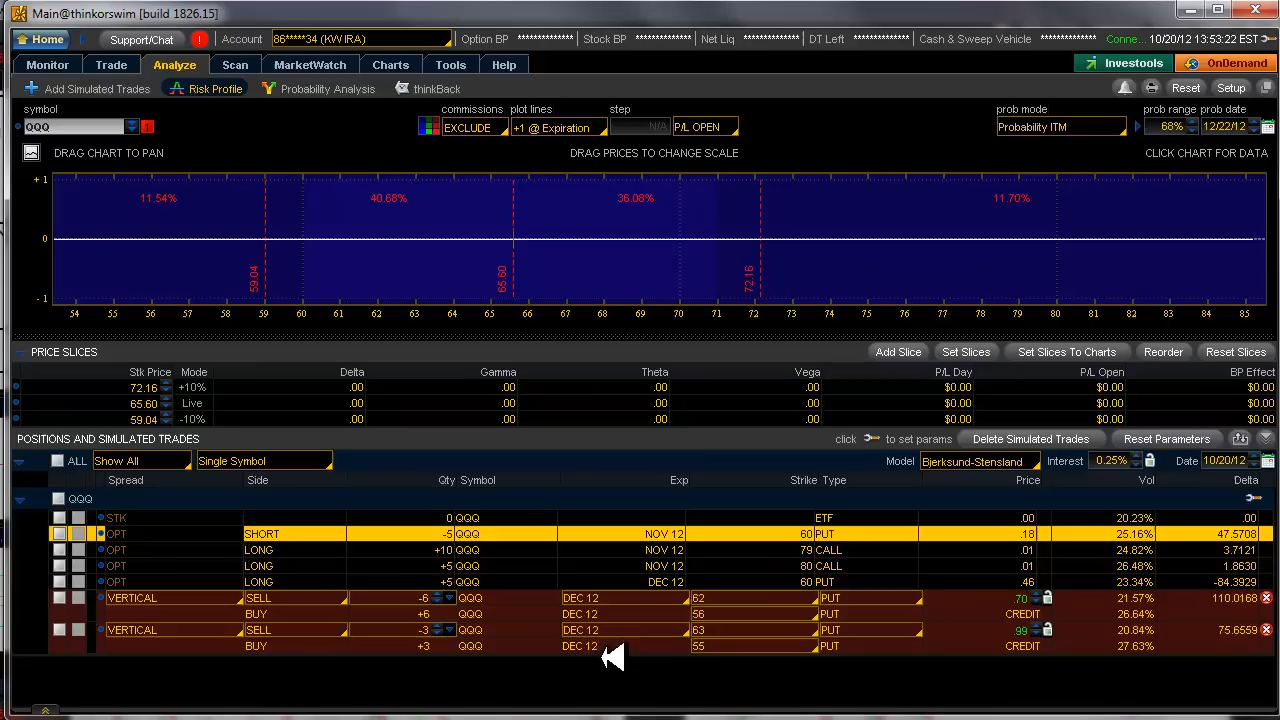 Main@thinkorswim [build 1826.15]
Home Support/Chat ! Account 86*****34 (KW IRA) Option BP ************ Stock BP ************ Net Liq ************ DT Left ************ Cash & Sweep Vehicle ************ Conne... 10/20/12 13:53:22 EST
Monitor Trade Analyze Scan MarketWatch Charts Tools Help Investools OnDemand
Add Simulated Trades Risk Profile Probability Analysis thinkBack Reset Setup
symbol commissions plot lines step prob mode prob range prob date
QQQ 1 EXCLUDE +1 @ Expiration N/A P/L OPEN Probability ITM 68% 12/22/12
DRAG CHART TO PAN DRAG PRICES TO CHANGE SCALE CLICK CHART FOR DATA
+ 1
11.54% 40.68% 36.08% 11.70%
0
59.04 65.60 72.16
- 1
54 55 56 57 58 59 60 61 62 63 64 65 66 67 68 69 70 71 72 73 74 75 76 77 78 79 80 81 82 83 84 85
PRICE SLICES Add Slice Set Slices Set Slices To Charts Reorder Reset Slices
Stk Price Mode Delta Gamma Theta Vega P/L Day P/L Open BP Effect
72.16 +10% .00 .00 .00 .00 $0.00 $0.00 $0.00
65.60 Live .00 .00 .00 .00 $0.00 $0.00 $0.00
59.04 -10% .00 .00 .00 .00 $0.00 $0.00 $0.00
POSITIONS AND SIMULATED TRADES click to set params Delete Simulated Trades Reset Parameters
ALL Show All Single Symbol Model Bjerksund-Stensland Interest 0.25% Date 10/20/12
Spread Side Qty Symbol Exp Strike Type Price Vol Delta
QQQ
STK 0 QQQ ETF .00 20.23% .00
OPT SHORT -5 QQQ NOV 12 60 PUT .18 25.16% 47.5708
OPT LONG +10 QQQ NOV 12 79 CALL .01 24.82% 3.7121
OPT LONG +5 QQQ NOV 12 80 CALL .01 26.48% 1.8630
OPT LONG +5 QQQ DEC 12 60 PUT .46 23.34% -84.3929
VERTICAL SELL -6 QQQ DEC 12 62 PUT .70 21.57% 110.0168
BUY +6 QQQ DEC 12 56 PUT CREDIT 26.64%
VERTICAL SELL -3 QQQ DEC 12 63 PUT .99 20.84% 75.6559
BUY +3 QQQ DEC 12 55 PUT CREDIT 27.63%